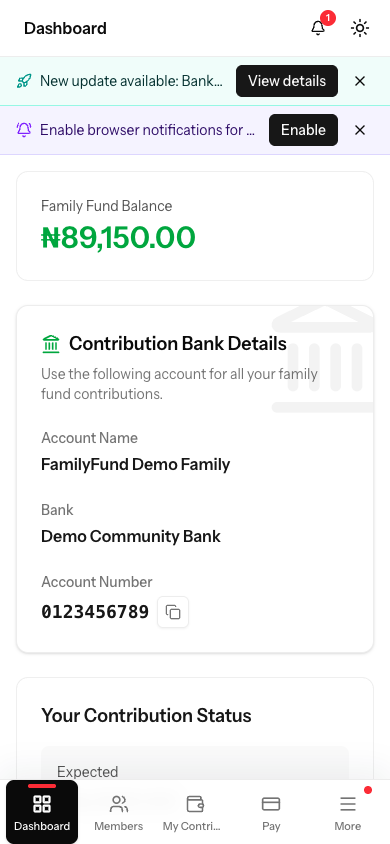 Dashboard
1
New update available: Bank...
View details
Enable browser notifications for ...
Enable
Family Fund Balance
₦89,150.00
Contribution Bank Details
Use the following account for all your family
fund contributions.
Account Name
FamilyFund Demo Family
Bank
Demo Community Bank
Account Number
0123456789
Your Contribution Status
Expected
Dashboard
Members
My Contri...
Pay
More